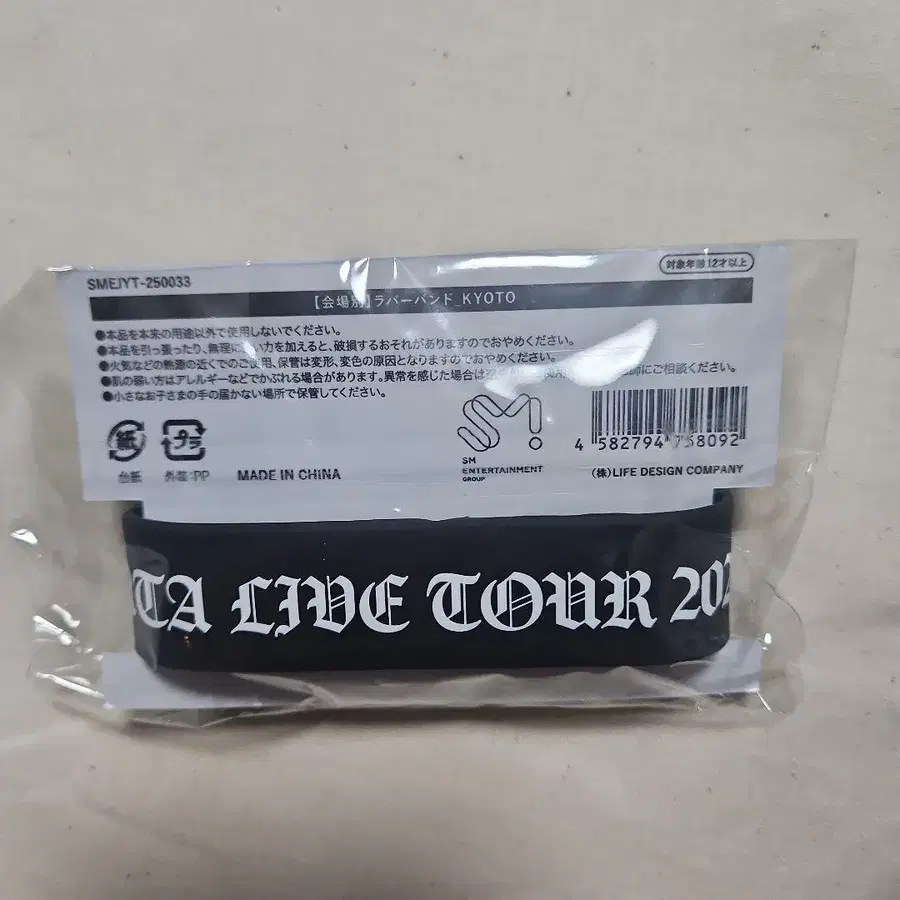 SMEJYT-250033
対象年齢12才以上
【会場別】ラバーバンド_KYOTO
●本品を本来の用途以外で使用しないでください。
●本品を引っ張ったり、無理に い力を加えると、破損するおそれがありますのでおやめください。
●火気などの熱源の近くでのご使用、保管は変形、変色の原因となりますのでおやめください。
●肌の弱い方はアレルギーなどでかぶれる場合があります。異常を感じた場合は 師にご相談ください。
●小さなお子さまの手の届かない場所で保管してください。
紙
プラ
台紙
外装:PP
MADE IN CHINA
SM
SM
ENTERTAINMENT
GROUP
4 582794 758092
(株)LIFE DESIGN COMPANY
TA LIVE TOUR 202